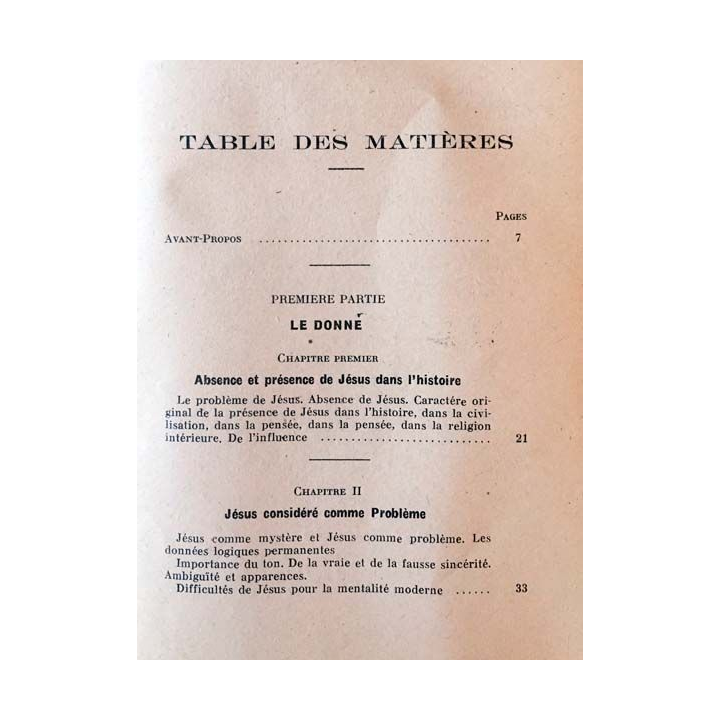 TABLE DES MATIÈRES
PAGES
AVANT-PROPOS ..................................... 7
PREMIERE PARTIE
LE DONNÉ
CHAPITRE PREMIER
Absence et présence de Jésus dans l'histoire
Le problème de Jésus. Absence de Jésus. Caractére ori-
ginal de la présence de Jésus dans l'histoire, dans la civi-
lisation, dans la pensée, dans la pensée, dans la religion
intérieure. De l'influence ........................... 21
CHAPITRE II
Jésus considéré comme Problème
Jésus comme mystère et Jésus comme problème. Les
données logiques permanentes
Importance du ton. De la vraie et de la fausse sincérité.
Ambiguïté et apparences.
Difficultés de Jésus pour la mentalité moderne ...... 33